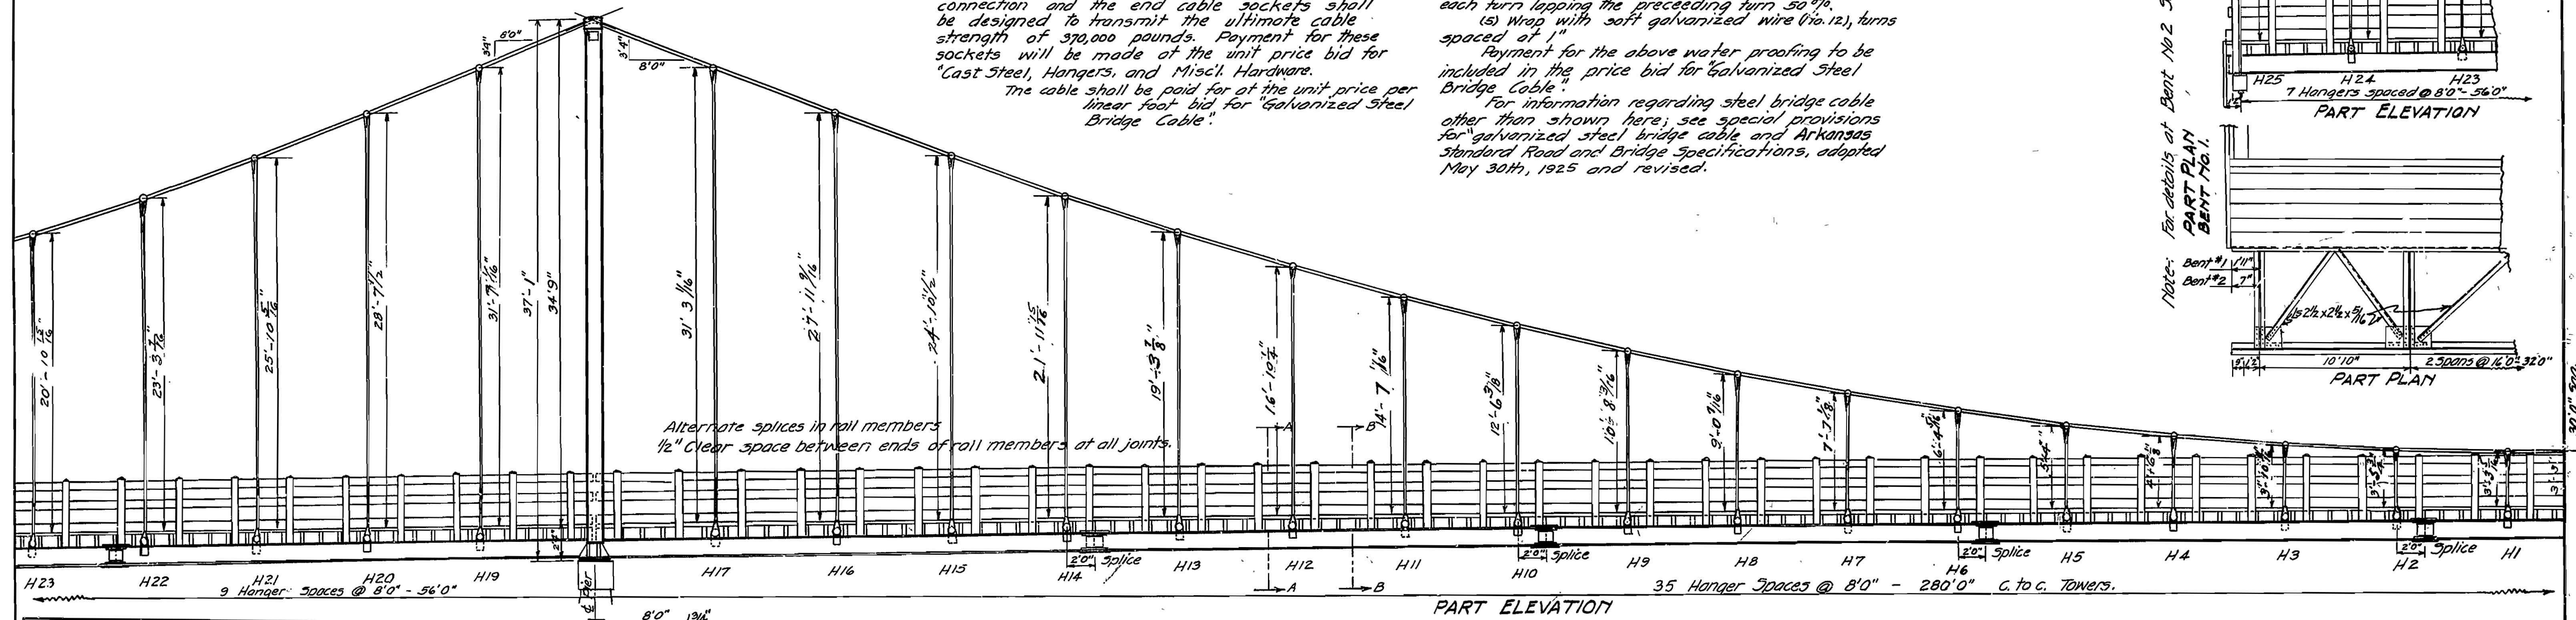 connection and the end cable sockets shall
be designed to transmit the ultimate cable
strength of 370,000 pounds. Payment for these
sockets will be made at the unit price bid for
"Cast Steel, Hangers, and Misc'l. Hardware.
The cable shall be paid for at the unit price per
linear foot bid for "Galvanized Steel
Bridge Cable".
each turn lapping the preceeding turn 50%.
(5) Wrap with soft galvanized wire (No. 12), turns
spaced at 1"
Payment for the above water proofing to be
included in the price bid for "Galvanized Steel
Bridge Cable".
For information regarding steel bridge cable
other than shown here; see special provisions
for "galvanized steel bridge cable and Arkansas
Standard Road and Bridge Specifications, adopted
May 30th, 1925 and revised.
Note:- For details at Bent No 2
PART PLAN
BENT No. 1.
H25 H24 H23
7 Hangers spaced @ 8'0"- 56'0"
PART ELEVATION
Bent #1 1'11"
Bent #2 7"
2½x2½x5/16
10'10"
2 Spans @ 16'0"-32'0"
PART PLAN
3'4" 6'0"
3'4" 8'0"
20'-10 15/16"
23'-3 7/16"
25'-10 5/16"
28'-7½"
31'-7 1/16"
37'-1"
34'9"
31' 3 1/16"
27'-11 9/16"
24'-10½"
21'-11 15/16"
19'-3 7/8"
16'-10¼"
14'-7 1/16"
12'-6 3/8"
10'-8 3/16"
9'-0 9/16"
7'-7 1/8"
Alternate splices in rail members
½" Clear space between ends of rail members at all joints.
A B
2'4"
2'0" Splice 2'0" Splice 2'0" Splice 2'0" Splice
H23 H22 H21 H20 H19 H17 H16 H15 H14 H13 H12 H11 H10 H9 H8 H7 H6 H5 H4 H3 H2 H1
9 Hanger Spaces @ 8'0" - 56'0"
A B
35 Hanger Spaces @ 8'0" - 280'0" C. to C. Towers.
℄ Pier
PART ELEVATION
8'0"